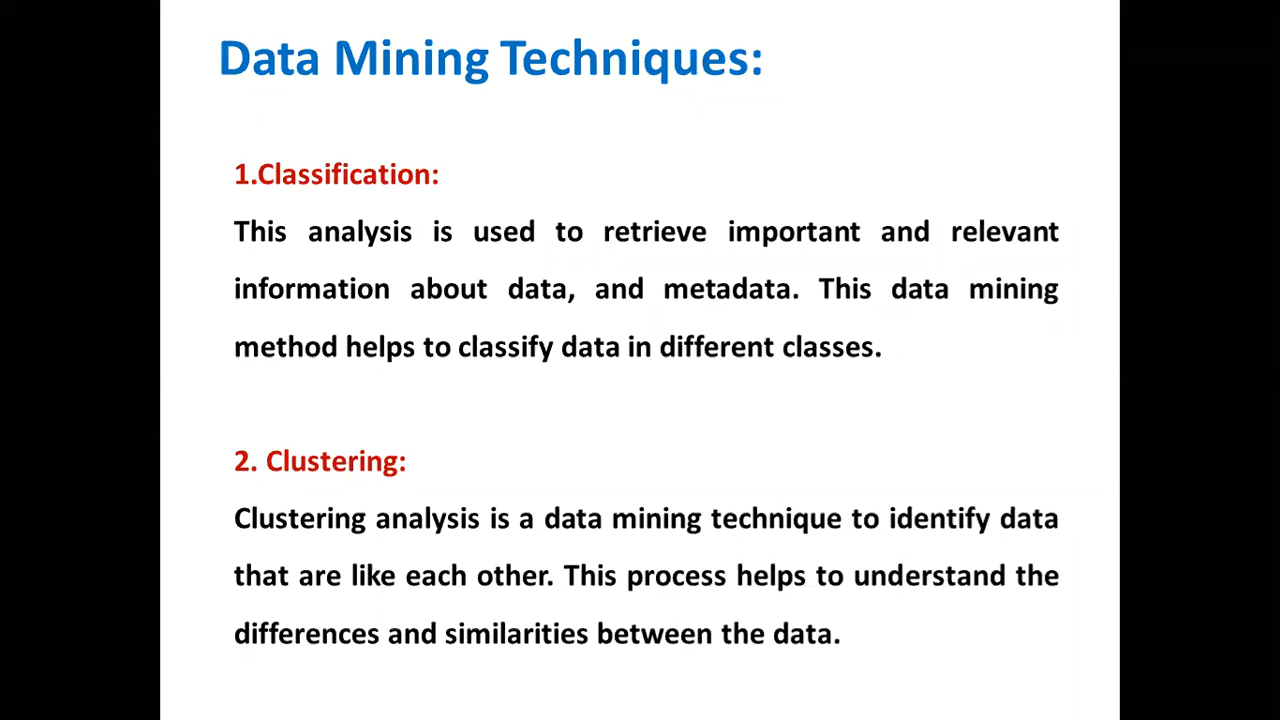 Data Mining Techniques:
1.Classification:
This analysis is used to retrieve important and relevant
information about data, and metadata. This data mining
method helps to classify data in different classes.
2. Clustering:
Clustering analysis is a data mining technique to identify data
that are like each other. This process helps to understand the
differences and similarities between the data.